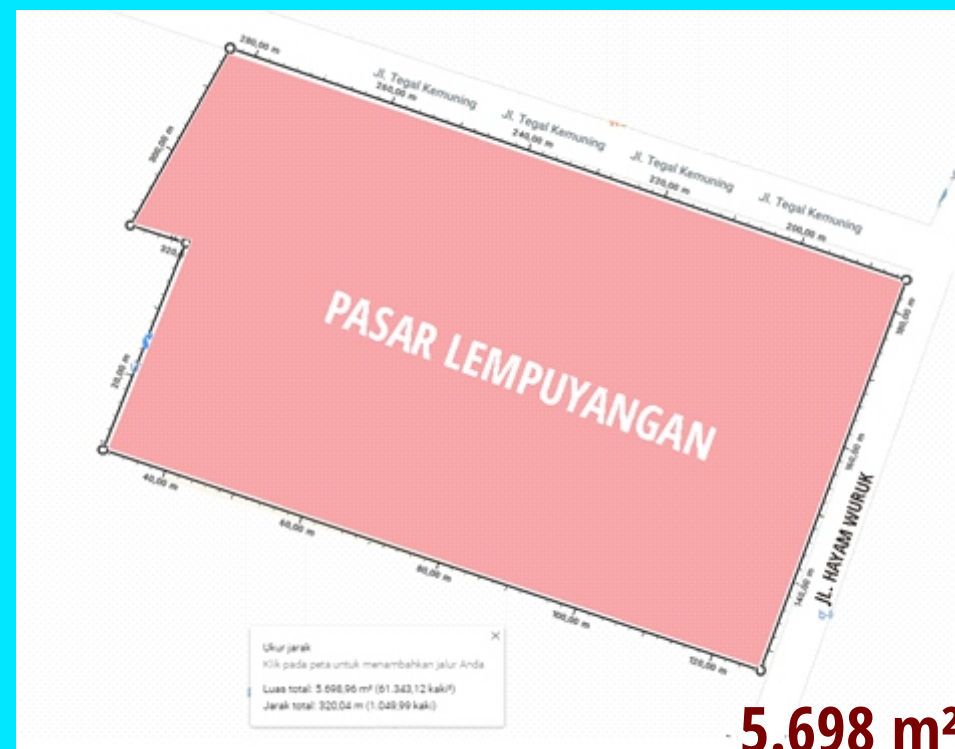 280,00 m
Jl. Tegal Kemuning
260,00 m
Jl. Tegal Kemuning
240,00 m
Jl. Tegal Kemuning
220,00 m
Jl. Tegal Kemuning
200,00 m
300,00 m
320,
180,00 m
PASAR LEMPUYANGAN
20,00 m
160,00 m
40,00 m
60,00 m
80,00 m
100,00 m
120,00 m
140,00 m
JL. HAYAM WURUK
Ukur jarak
Klik pada peta untuk menambahkan jalur Anda
Luas total: 5.698,96 m² (61.343,12 kaki²)
Jarak total: 320,04 m (1.049,99 kaki)
5.698 m²